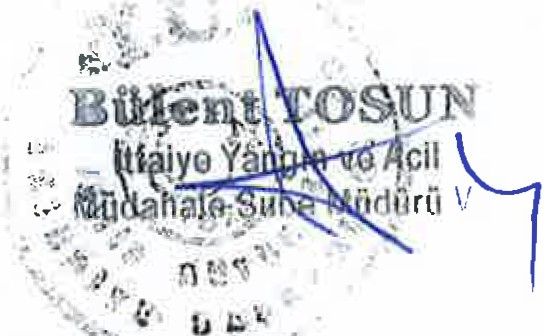 Bülent TOSUN
İtfaiye Yangın ve Acil
Müdahale Şube Müdürü V